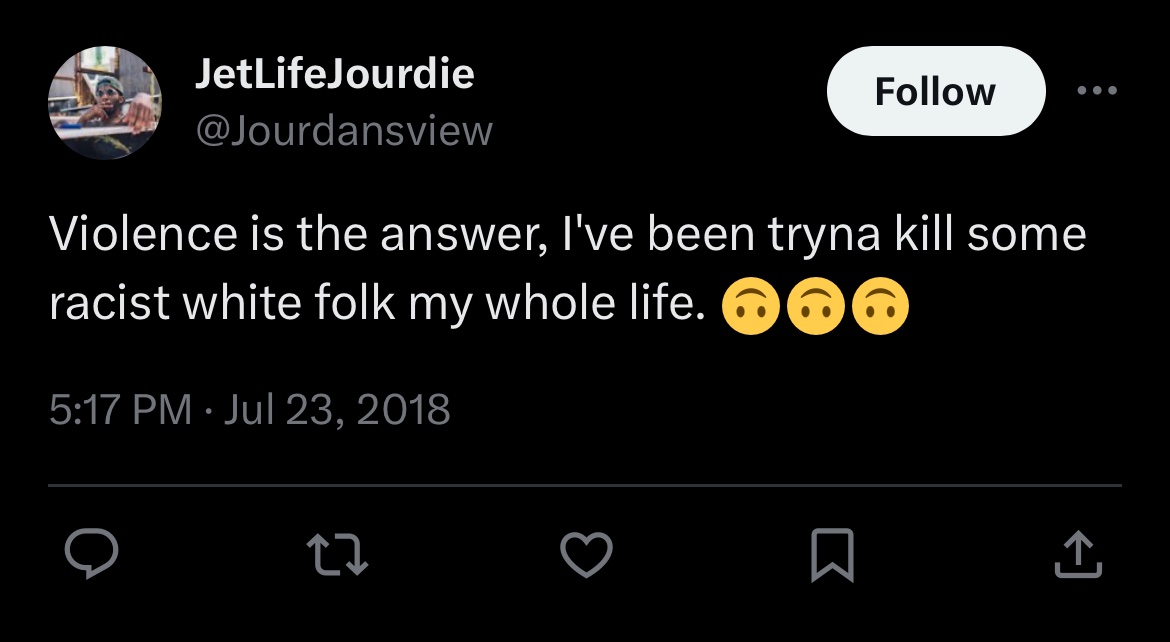 JetLifeJourdie
Follow
@Jourdansview
Violence is the answer, I've been tryna kill some
racist white folk my whole life. 🙃🙃🙃
5:17 PM · Jul 23, 2018